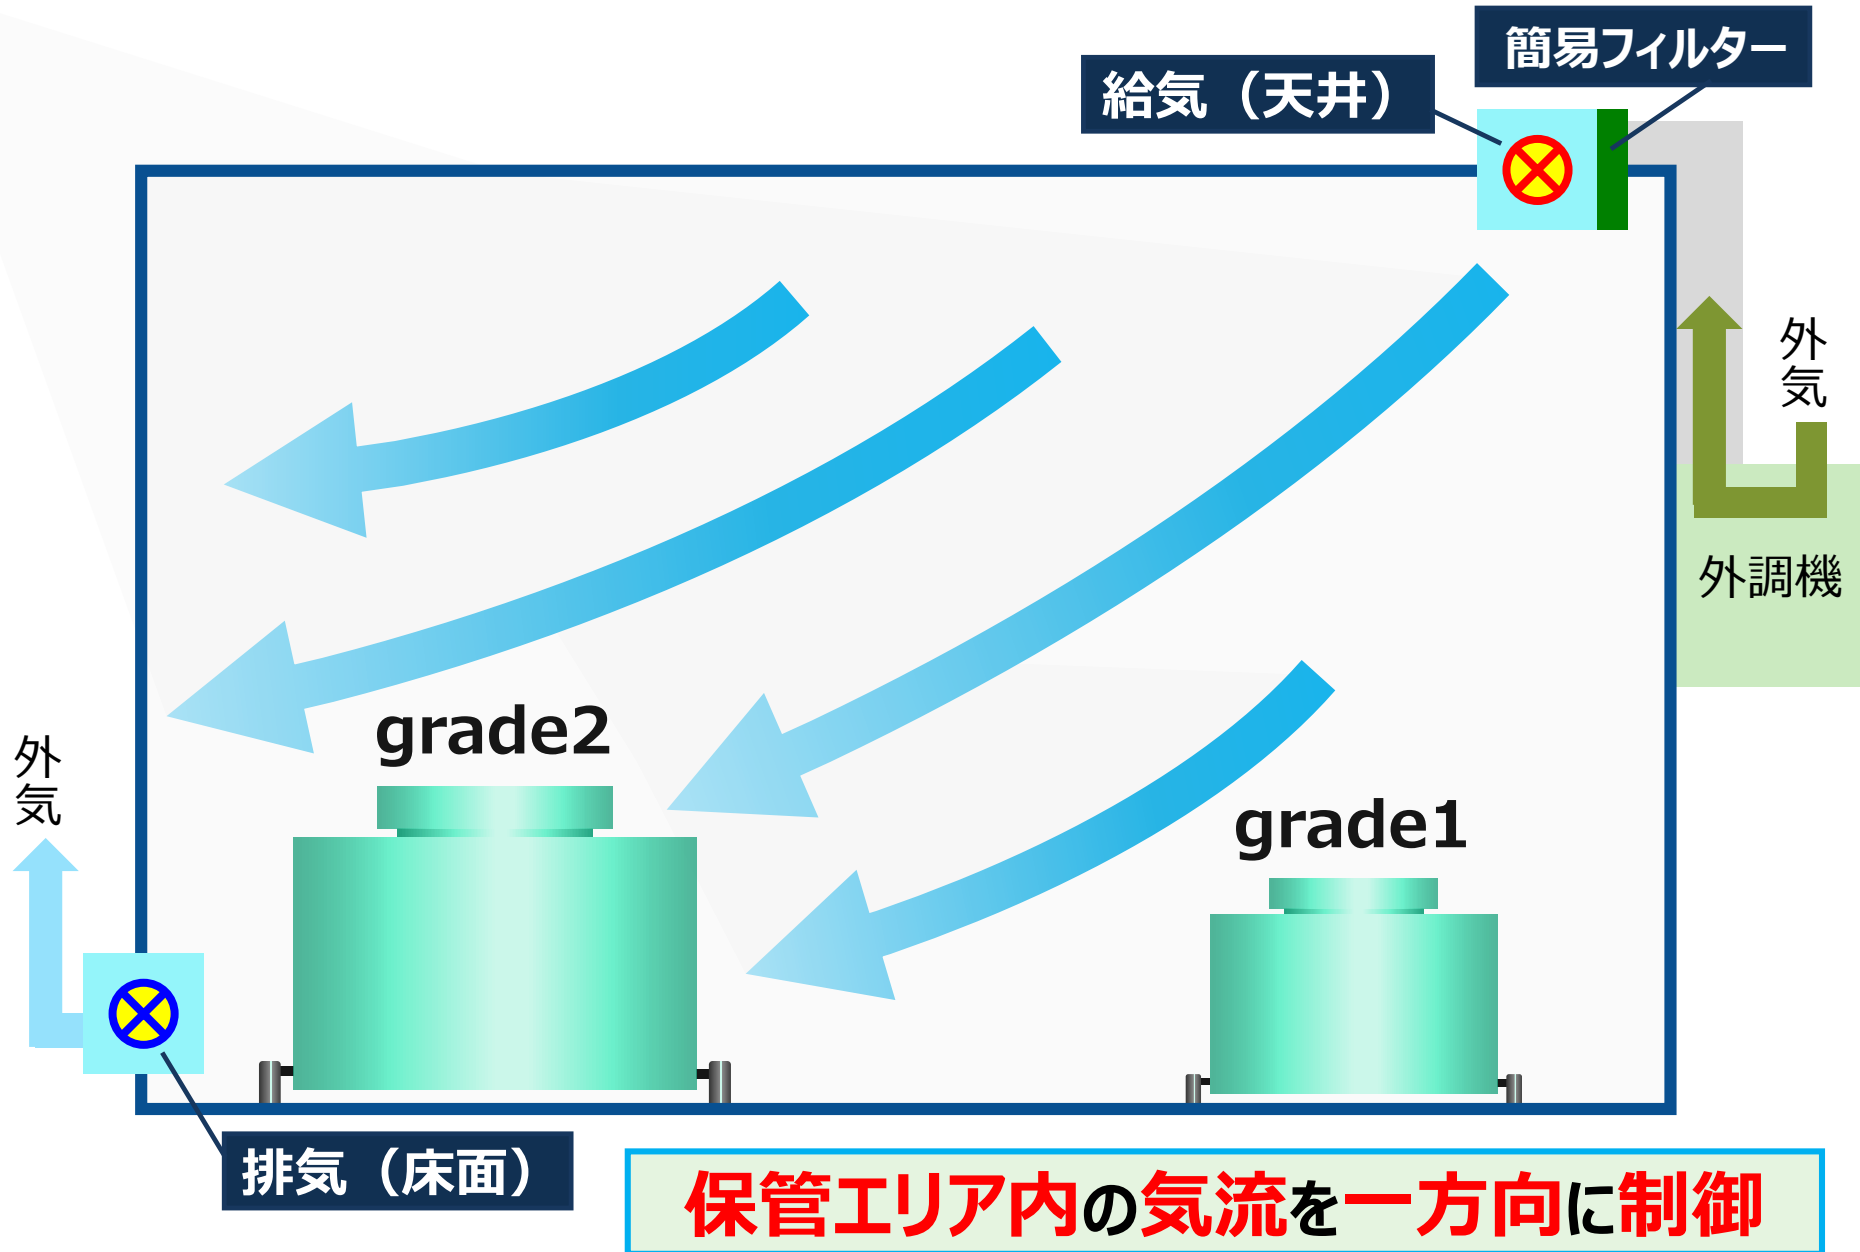 簡易フィルター
給気（天井）
外気
外調機
grade2
grade1
外気
排気（床面）
保管エリア内の気流を一方向に制御